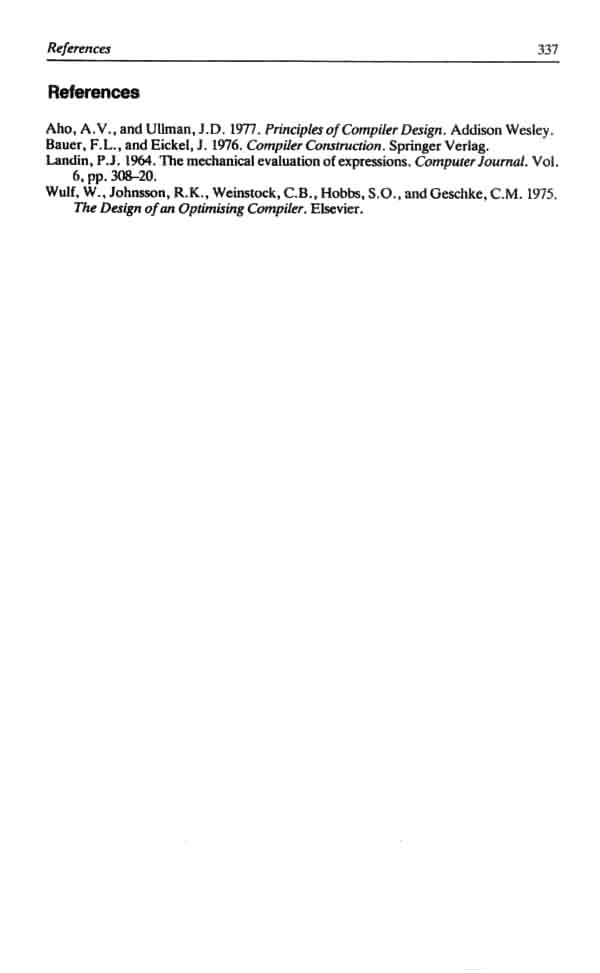 References 337
References
Aho, A.V., and Ullman, J.D. 1977. Principles of Compiler Design. Addison Wesley.
Bauer, F.L., and Eickel, J. 1976. Compiler Construction. Springer Verlag.
Landin, P.J. 1964. The mechanical evaluation of expressions. Computer Journal. Vol.
6, pp. 308–20.
Wulf, W., Johnsson, R.K., Weinstock, C.B., Hobbs, S.O., and Geschke, C.M. 1975.
The Design of an Optimising Compiler. Elsevier.